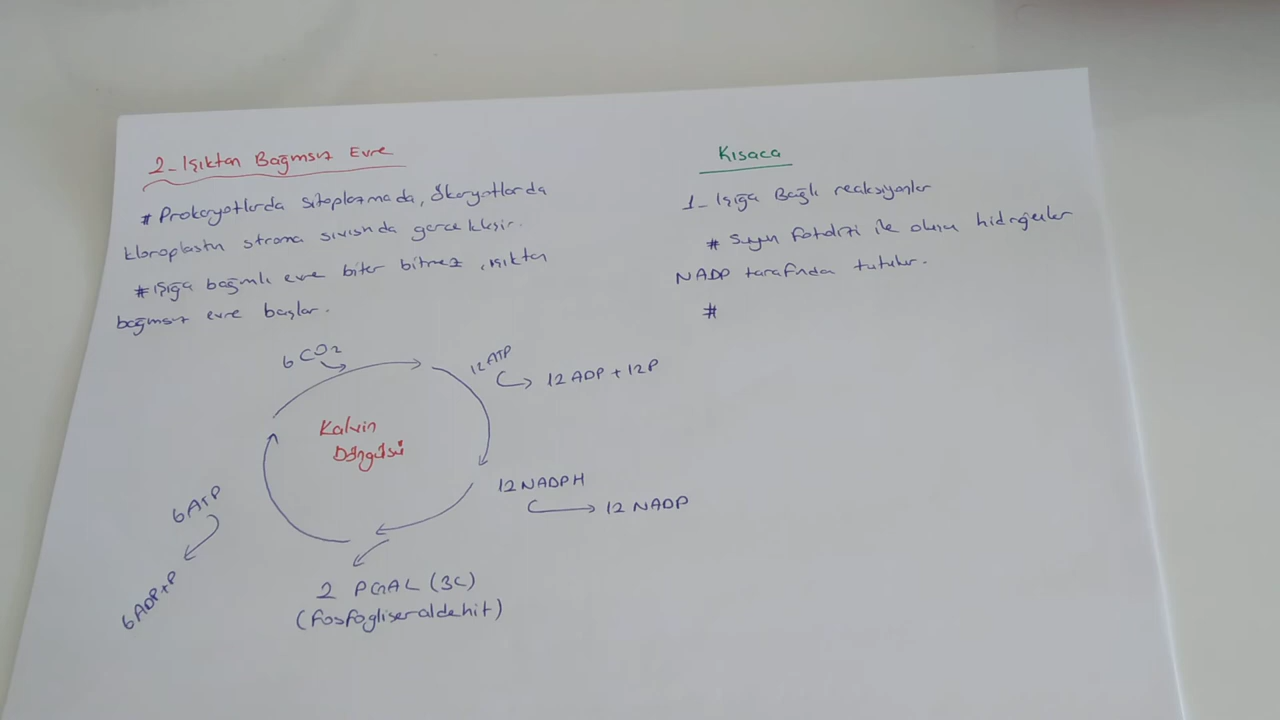 2- Işıktan Bağımsız Evre
# Prokaryotlarda sitoplazmada, ökaryotlarda
kloroplastın stroma sıvısında gerçekleşir.
# Işığa bağımlı evre biter bitmez, ışıktan
bağımsız evre başlar.
6 CO2
12 ATP
12 ADP + 12P
Kalvin
Döngüsü
12 NADPH
12 NADP
6 ATP
6 ADP+P
2 PGAL (3C)
(fosfogliseraldehit)
Kısaca
1- Işığa Bağlı reaksiyonlar
# Suyun fotolizi ile oluşan hidrojenler
NADP tarafından tutulur.
#